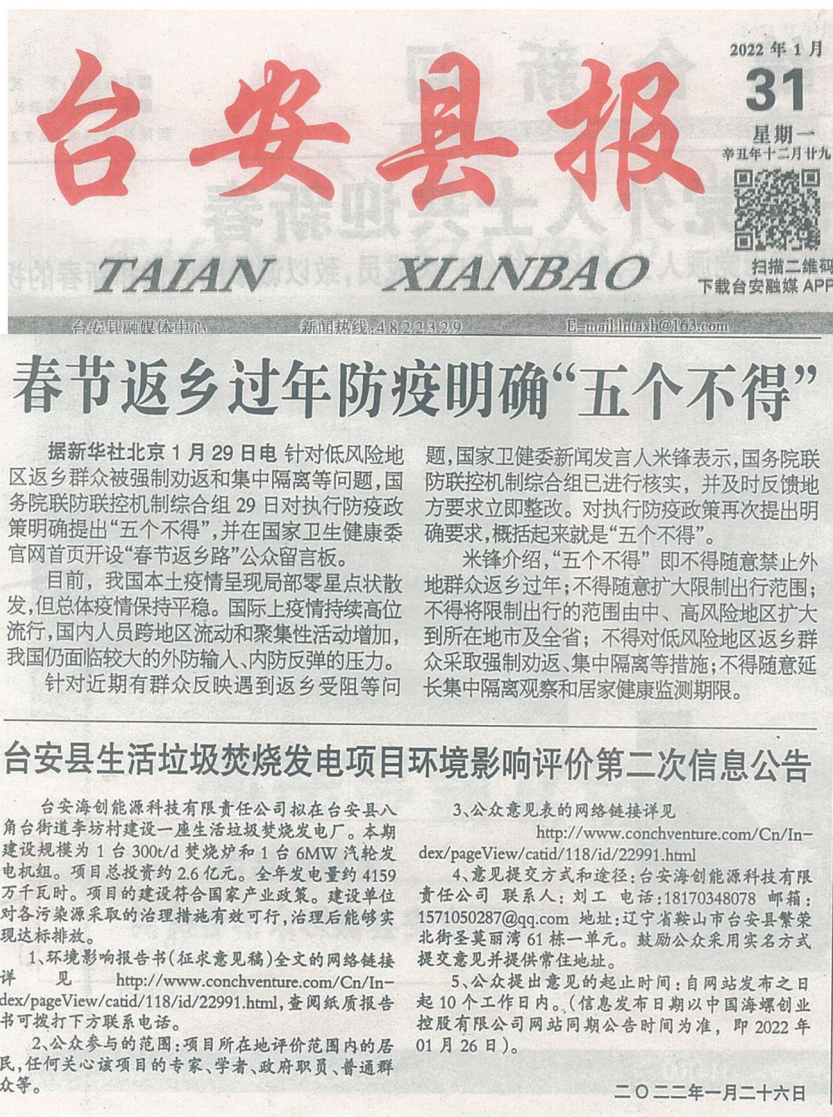 台安县报
2022年1月
31
星期一
辛丑年十二月廿九
扫描二维码
下载台安融媒APP
TAIAN XIANBAO
台安县融媒体中心 新闻热线:4822329 E-mail:lntaxb@163.com
春节返乡过年防疫明确“五个不得”
据新华社北京1月29日电 针对低风险地
区返乡群众被强制劝返和集中隔离等问题,国
务院联防联控机制综合组29日对执行防疫政
策明确提出“五个不得”,并在国家卫生健康委
官网首页开设“春节返乡路”公众留言板。
目前，我国本土疫情呈现局部零星点状散
发,但总体疫情保持平稳。国际上疫情持续高位
流行,国内人员跨地区流动和聚集性活动增加,
我国仍面临较大的外防输入、内防反弹的压力。
针对近期有群众反映遇到返乡受阻等问
题,国家卫健委新闻发言人米锋表示,国务院联
防联控机制综合组已进行核实，并及时反馈地
方要求立即整改。对执行防疫政策再次提出明
确要求,概括起来就是“五个不得”。
米锋介绍,“五个不得”即不得随意禁止外
地群众返乡过年;不得随意扩大限制出行范围;
不得将限制出行的范围由中、高风险地区扩大
到所在地市及全省；不得对低风险地区返乡群
众采取强制劝返、集中隔离等措施;不得随意延
长集中隔离观察和居家健康监测期限。
台安县生活垃圾焚烧发电项目环境影响评价第二次信息公告
台安海创能源科技有限责任公司拟在台安县八
角台街道李坊村建设一座生活垃圾焚烧发电厂。本期
建设规模为1台300t/d焚烧炉和1台6MW汽轮发
电机组。项目总投资约2.6亿元。全年发电量约4159
万千瓦时。项目的建设符合国家产业政策。建设单位
对各污染源采取的治理措施有效可行,治理后能够实
现达标排放。
1、环境影响报告书(征求意见稿)全文的网络链接
详见 http://www.conchventure.com/Cn/In-
dex/pageView/catid/118/id/22991.html,查阅纸质报告
书可拨打下方联系电话。
2、公众参与的范围:项目所在地评价范围内的居
民,任何关心该项目的专家、学者、政府职员、普通群
众等。
3、公众意见表的网络链接详见
http://www.conchventure.com/Cn/In-
dex/pageView/catid/118/id/22991.html
4、意见提交方式和途径:台安海创能源科技有限
责任公司 联系人：刘工 电话:18170348078 邮箱：
1571050287@qq.com 地址:辽宁省鞍山市台安县繁荣
北街圣莫丽湾61栋一单元。鼓励公众采用实名方式
提交意见并提供常住地址。
5、公众提出意见的起止时间：自网站发布之日
起10个工作日内。(信息发布日期以中国海螺创业
控股有限公司网站同期公告时间为准，即2022年
01月26日)。
二〇二二年一月二十六日